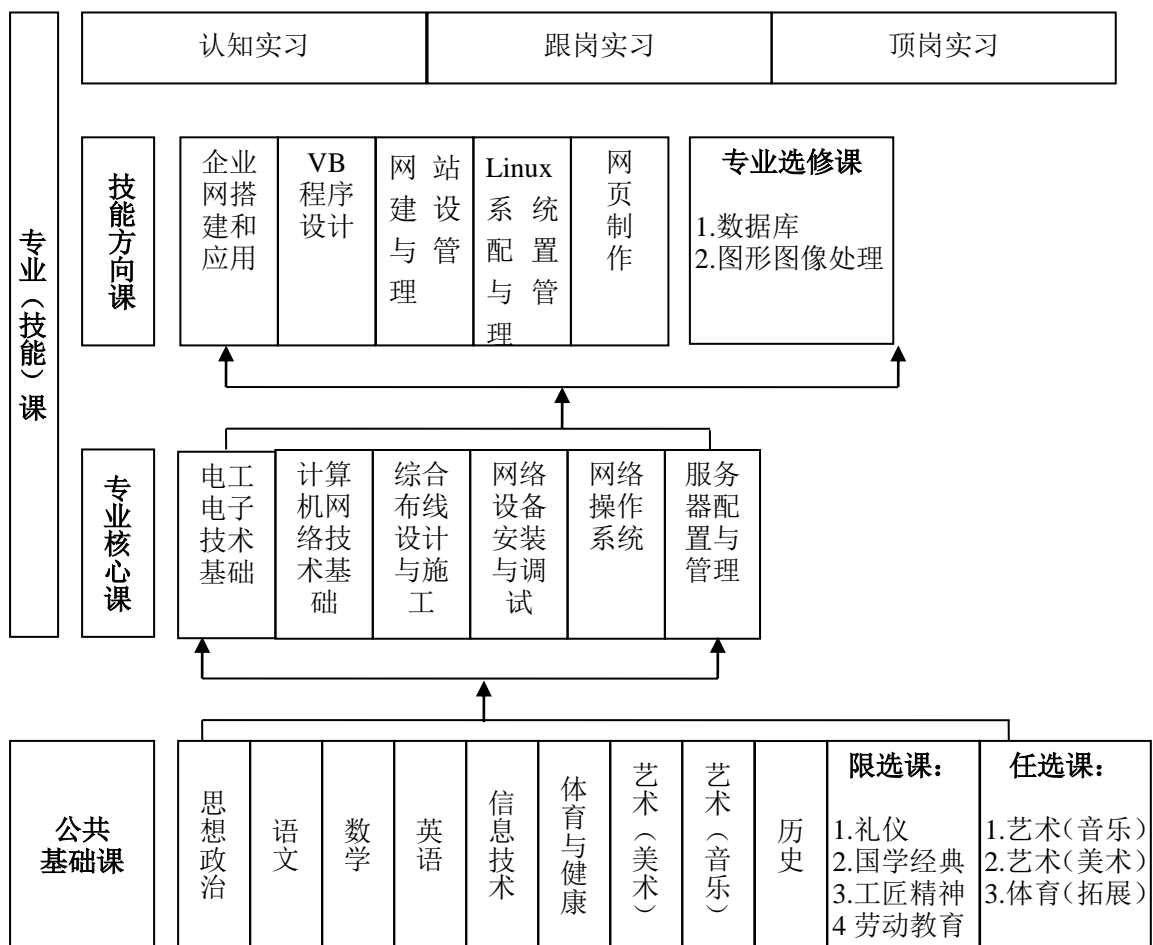 认知实习
跟岗实习
顶岗实习
专业（技能）课
技能方向课
企业
网搭
建和
应用
VB
程序
设计
网 站
建 设
与 管
理
Linux
系 统
配 置
与 管
理
网
页
制
作
专业选修课
1.数据库
2.图形图像处理
专业核心课
电工
电子
技术
基础
计算
机网
络技
术基
础
综合
布线
设计
与施
工
网络
设备
安装
与调
试
网络
操作
系统
服务
器配
置与
管理
公共
基础课
思想政治
语文
数学
英语
信息技术
体育与健康
艺术（美术）
艺术（音乐）
历史
限选课：
1.礼仪
2.国学经典
3.工匠精神
4 劳动教育
任选课：
1.艺术（音乐）
2.艺术（美术）
3.体育（拓展）